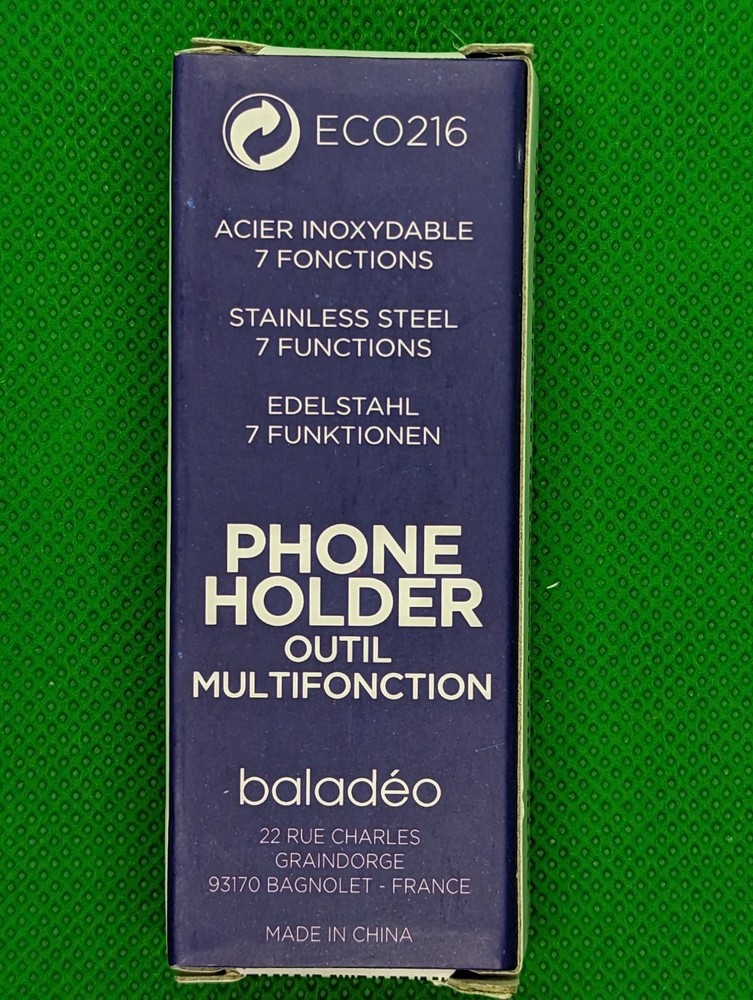 ECO216
ACIER INOXYDABLE
7 FONCTIONS
STAINLESS STEEL
7 FUNCTIONS
EDELSTAHL
7 FUNKTIONEN
PHONE
HOLDER
OUTIL
MULTIFONCTION
baladéo
22 RUE CHARLES
GRAINDORGE
93170 BAGNOLET - FRANCE
MADE IN CHINA